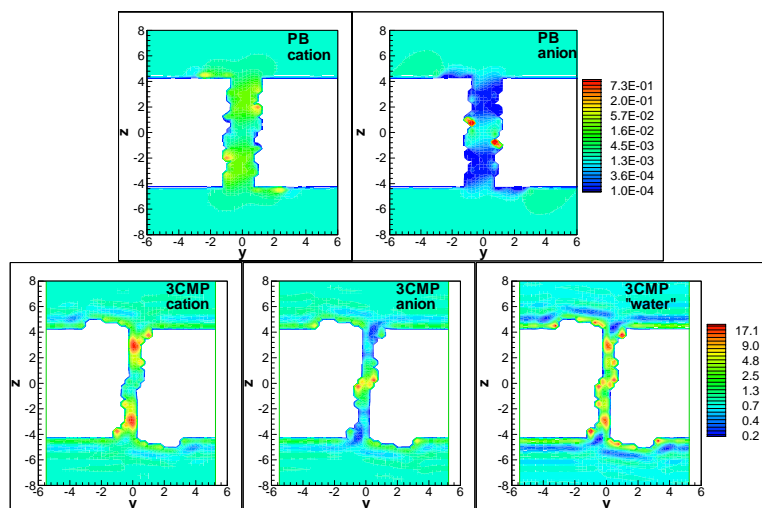 PB
cation
z
8
6
4
2
0
-2
-4
-6
-8
-6 -4 -2 0 2 4 6
y
PB
anion
z
8
6
4
2
0
-2
-4
-6
-8
-6 -4 -2 0 2 4 6
y
7.3E-01
2.0E-01
5.7E-02
1.6E-02
4.5E-03
1.3E-03
3.6E-04
1.0E-04
3CMP
cation
z
8
6
4
2
0
-2
-4
-6
-8
-6 -4 -2 0 2 4 6
y
3CMP
anion
z
8
6
4
2
0
-2
-4
-6
-8
-6 -4 -2 0 2 4 6
y
3CMP
"water"
z
8
6
4
2
0
-2
-4
-6
-8
-6 -4 -2 0 2 4 6
y
17.1
9.0
4.8
2.5
1.3
0.7
0.4
0.2